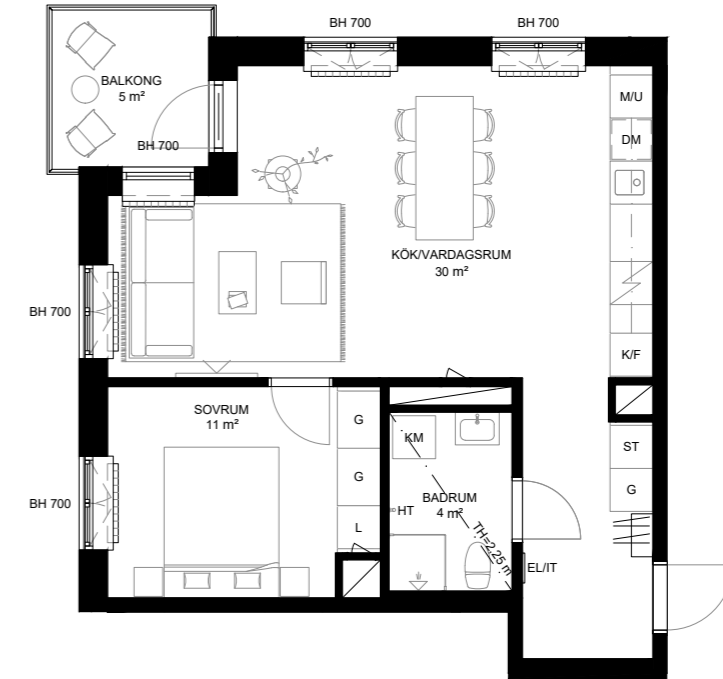 BH 700
BH 700
BALKONG
5 m²
M/U
DM
BH 700
KÖK/VARDAGSRUM
30 m²
BH 700
K/F
SOVRUM
11 m²
G
KM
ST
G
G
BADRUM
4 m²
BH 700
HT
L
TH=2,25 m
EL/IT